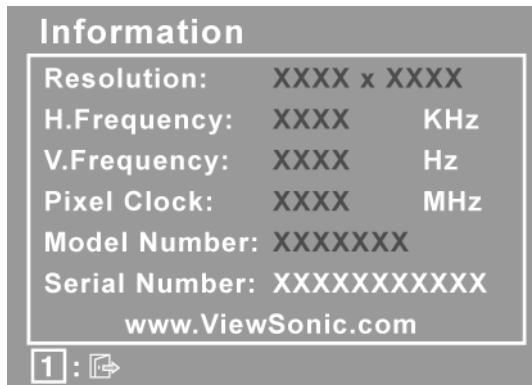 Information
Resolution: XXXX x XXXX
H.Frequency: XXXX KHz
V.Frequency: XXXX Hz
Pixel Clock: XXXX MHz
Model Number: XXXXXXX
Serial Number: XXXXXXXXXXX
www.ViewSonic.com
1 :